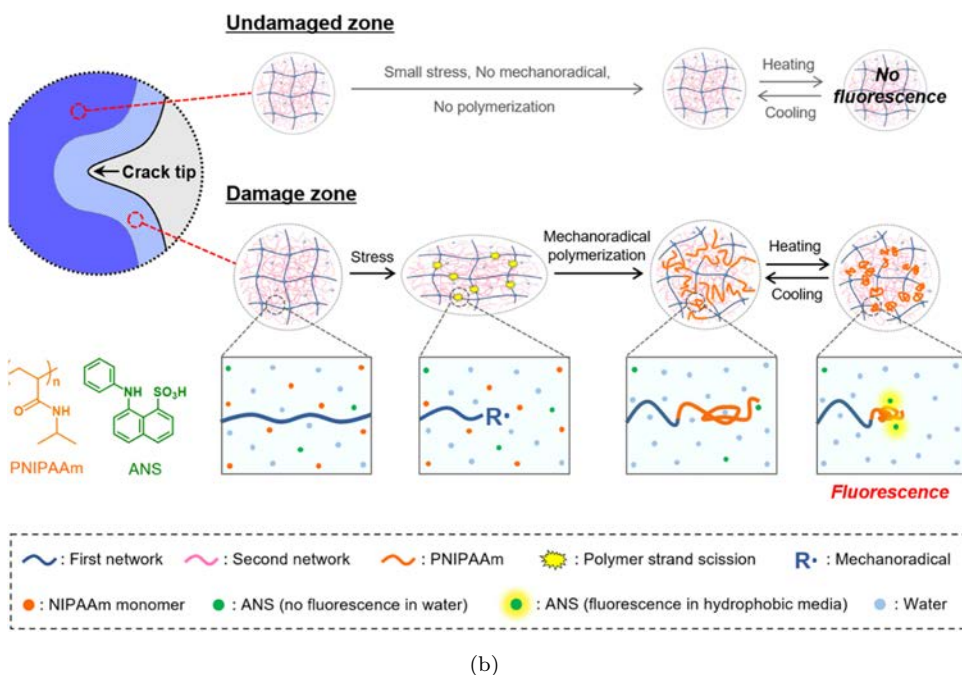 Undamaged zone
Small stress, No mechanoradical,
No polymerization
Heating
Cooling
No
fluorescence
Crack tip
Damage zone
Stress
Mechanoradical
polymerization
Heating
Cooling
n
O
NH
PNIPAAm
NH
SO3H
ANS
R·
Fluorescence
: First network
: Second network
: PNIPAAm
: Polymer strand scission
R· : Mechanoradical
: NIPAAm monomer
: ANS (no fluorescence in water)
: ANS (fluorescence in hydrophobic media)
: Water
(b)